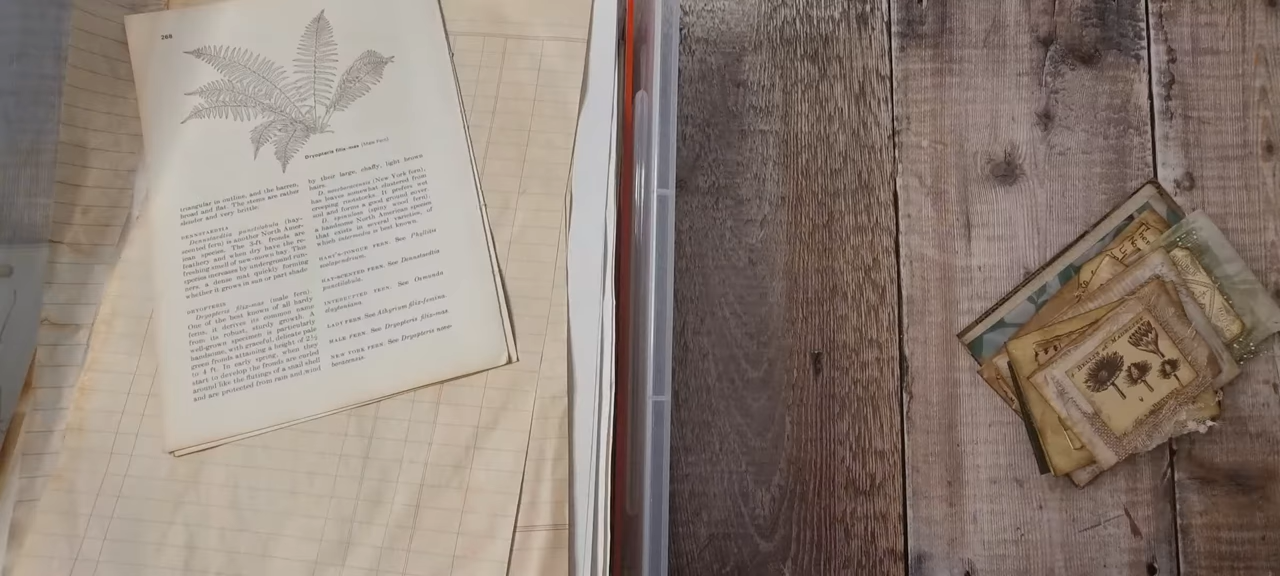 266
Dryopteris filix-mas (Male Fern)
triangular in outline, and the barren,
broad and flat. The stems are rather
slender and very brittle.
DENNSTAEDTIA
Dennstaedtia punctilobula (hay-
scented fern) is another North Amer-
ican species. The 3-ft. fronds are
feathery and when dry have the re-
freshing smell of new-mown hay. This
species increases by underground run-
ners, a dense mat quickly forming
whether it grows in sun or part shade
DRYOPTERIS
Dryopteris filix-mas (male fern).
One of the best known of all hardy
ferns, it derives its common name
from its robust, sturdy growth. A
well-grown specimen is particularly
handsome, with graceful, delicate pale
green fronds attaining a height of 2½
to 4 ft. In early spring, when they
start to develop the fronds are curled
around like the flutings of a snail shell
and are protected from rain and wind
by their large, chaffy, light brown
hairs.
D. noveboracensis (New York fern),
has leaves somewhat clustered from
creeping rootstocks. It prefers wet
soil and forms a good ground cover.
D. spinulosa (spiny wood fern).
a handsome North American species
that exists in several varieties, of
which intermedia is best known.
HART'S-TONGUE FERN. See Phyllitis
scolopendrium.
HAY-SCENTED FERN. See Dennstaedtia
punctilobula.
INTERRUPTED FERN. See Osmunda
claytoniana.
LADY FERN. See Athyrium filix-femina.
MALE FERN. See Dryopteris filix-mas.
NEW YORK FERN. See Dryopteris nove-
boracensis.